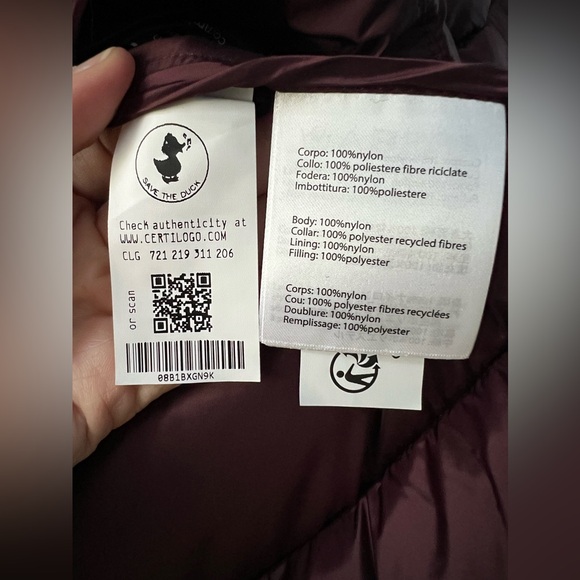 SAVE THE DUCK
Check authenticity at
WWW.CERTILOGO.COM
CLG 721 219 311 206
or scan
08B1BXGN9K
Corpo: 100%nylon
Collo: 100% poliestere fibre riciclate
Fodera: 100%nylon
Imbottitura: 100%poliestere
Body: 100%nylon
Collar: 100% polyester recycled fibres
Lining: 100%nylon
Filling: 100%polyester
Corps: 100%nylon
Cou: 100% polyester fibres recyclées
Doublure: 100%nylon
Remplissage: 100%polyester